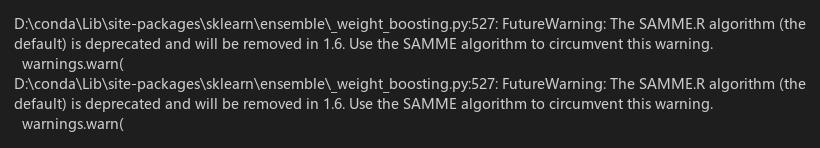 D:\conda\Lib\site-packages\sklearn\ensemble\_weight_boosting.py:527: FutureWarning: The SAMME.R algorithm (the
default) is deprecated and will be removed in 1.6. Use the SAMME algorithm to circumvent this warning.
  warnings.warn(
D:\conda\Lib\site-packages\sklearn\ensemble\_weight_boosting.py:527: FutureWarning: The SAMME.R algorithm (the
default) is deprecated and will be removed in 1.6. Use the SAMME algorithm to circumvent this warning.
  warnings.warn(